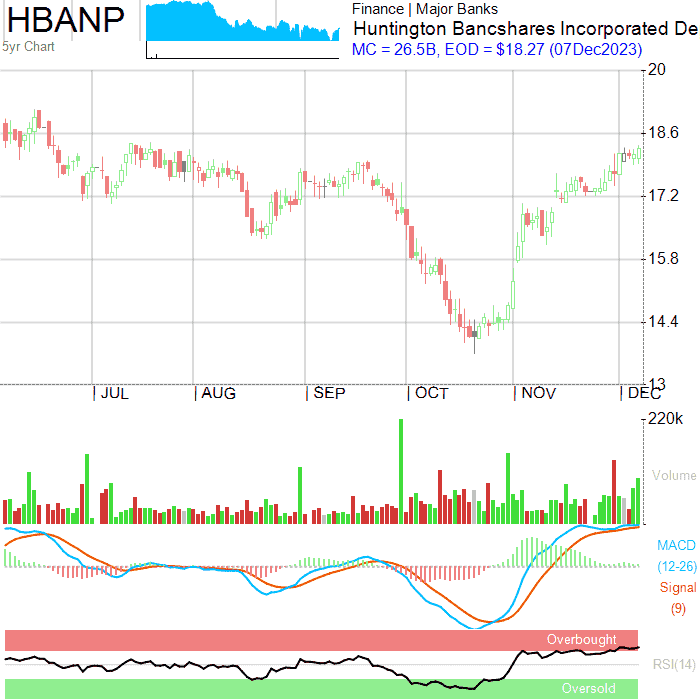 HBANP
5yr Chart
Finance | Major Banks
Huntington Bancshares Incorporated De
MC = 26.5B, EOD = $18.27 (07Dec2023)
20
18.6
17.2
15.8
14.4
13
JUL AUG SEP OCT NOV DEC
220k
Volume
MACD
(12-26)
Signal
(9)
Overbought
RSI(14)
Oversold